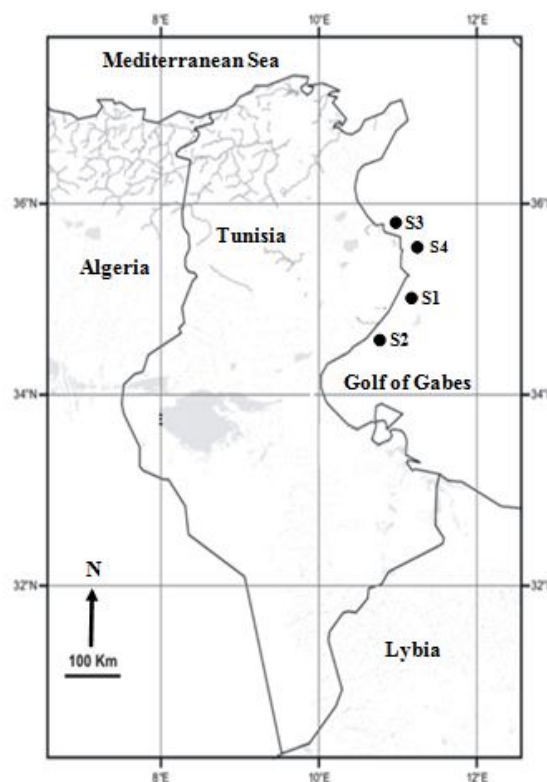 8°E 10°E 12°E
Mediterranean Sea
36°N 36°N
S3
Tunisia
S4
Algeria
S1
S2
Golf of Gabes
34°N 34°N
32°N 32°N
N
Lybia
100 Km
8°E 10°E 12°E